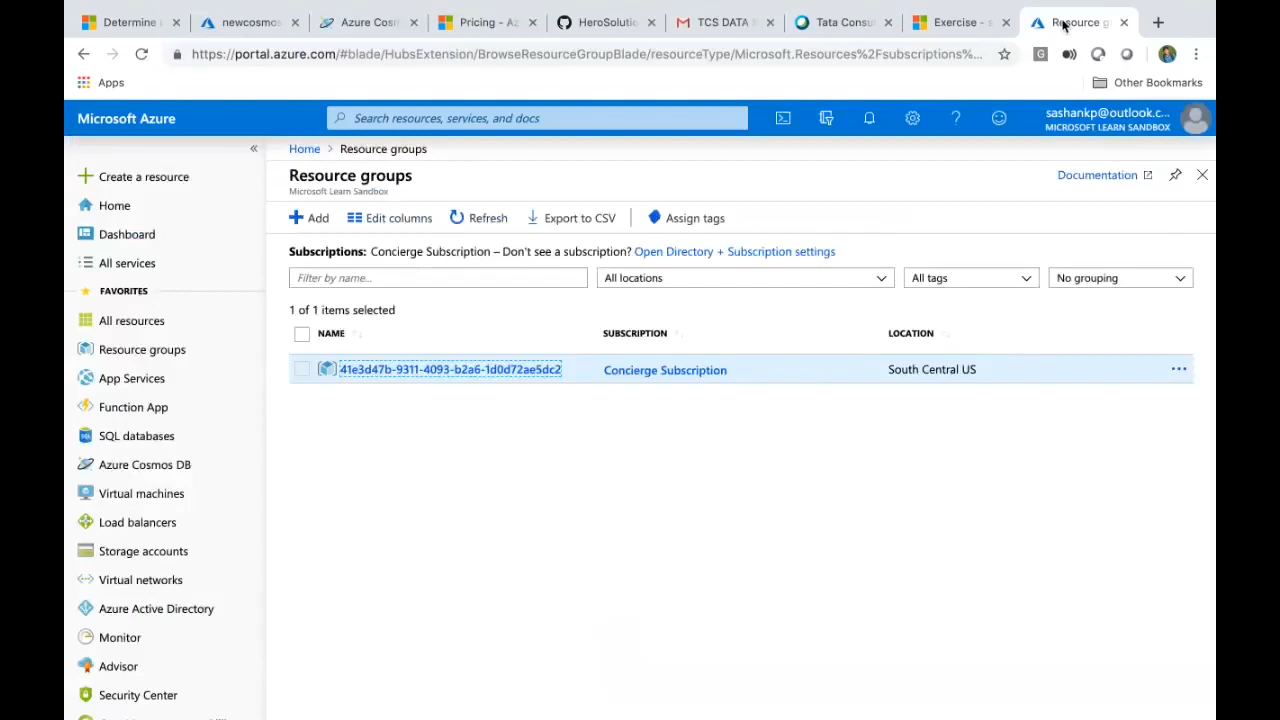 Determine
newcosmo
Azure Cosm
Pricing - Az
HeroSolutio
TCS DATA
Tata Consul
Exercise - s
Resource g
https://portal.azure.com/#blade/HubsExtension/BrowseResourceGroupBlade/resourceType/Microsoft.Resources%2Fsubscriptions%...
Apps
Other Bookmarks
Microsoft Azure
Search resources, services, and docs
sashankp@outlook.c...
MICROSOFT LEARN SANDBOX
Home > Resource groups
Resource groups
Microsoft Learn Sandbox
Documentation
Add
Edit columns
Refresh
Export to CSV
Assign tags
Subscriptions: Concierge Subscription – Don't see a subscription? Open Directory + Subscription settings
Filter by name...
All locations
All tags
No grouping
1 of 1 items selected
NAME
SUBSCRIPTION
LOCATION
41e3d47b-9311-4093-b2a6-1d0d72ae5dc2
Concierge Subscription
South Central US
Create a resource
Home
Dashboard
All services
FAVORITES
All resources
Resource groups
App Services
Function App
SQL databases
Azure Cosmos DB
Virtual machines
Load balancers
Storage accounts
Virtual networks
Azure Active Directory
Monitor
Advisor
Security Center